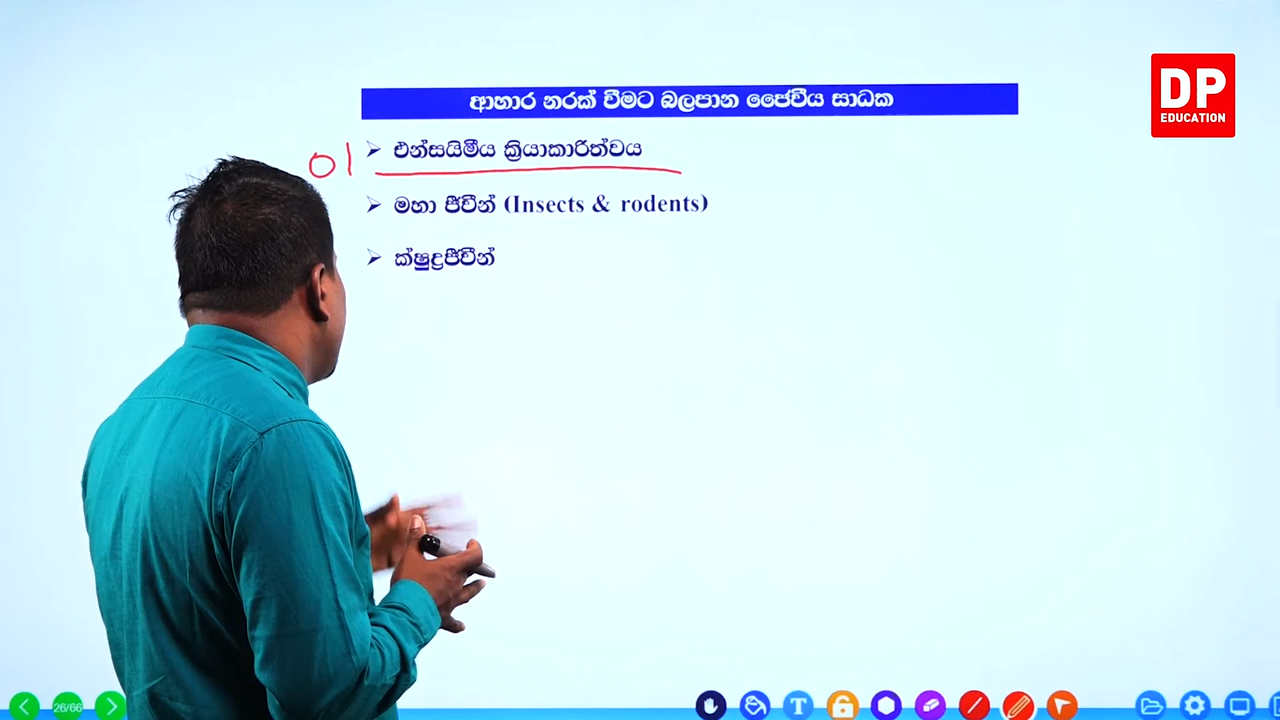 ආහාර නරක් වීමට බලපාන ජෛවීය සාධක
DP
EDUCATION
01 ➢ එන්සයිමීය ක්‍රියාකාරිත්වය
➢ මහා ජීවීන් (Insects & rodents)
➢ ක්ෂුද්‍රජීවීන්
26/66
T